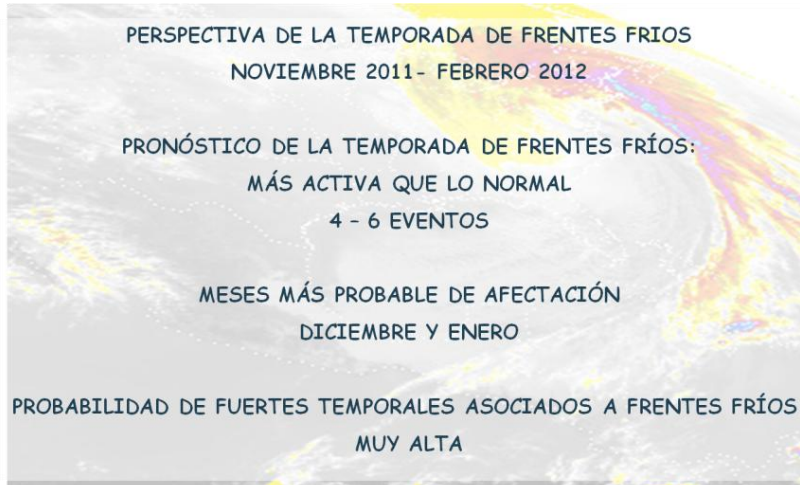 PERSPECTIVA DE LA TEMPORADA DE FRENTES FRIOS
NOVIEMBRE 2011- FEBRERO 2012
PRONÓSTICO DE LA TEMPORADA DE FRENTES FRÍOS:
MÁS ACTIVA QUE LO NORMAL
4 – 6 EVENTOS
MESES MÁS PROBABLE DE AFECTACIÓN
DICIEMBRE Y ENERO
PROBABILIDAD DE FUERTES TEMPORALES ASOCIADOS A FRENTES FRÍOS
MUY ALTA